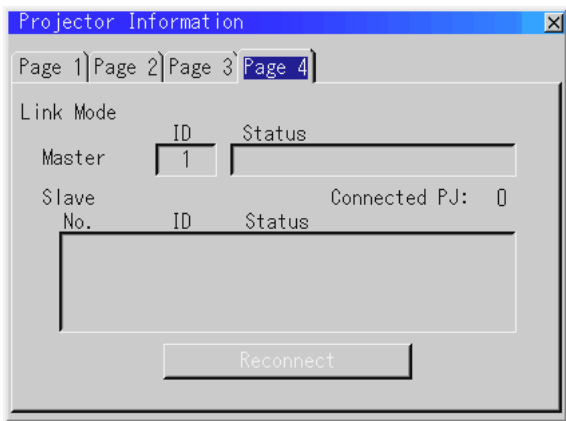 Projector Information
Page 1 Page 2 Page 3 Page 4
Link Mode
ID Status
Master 1
Slave Connected PJ: 0
No. ID Status
Reconnect